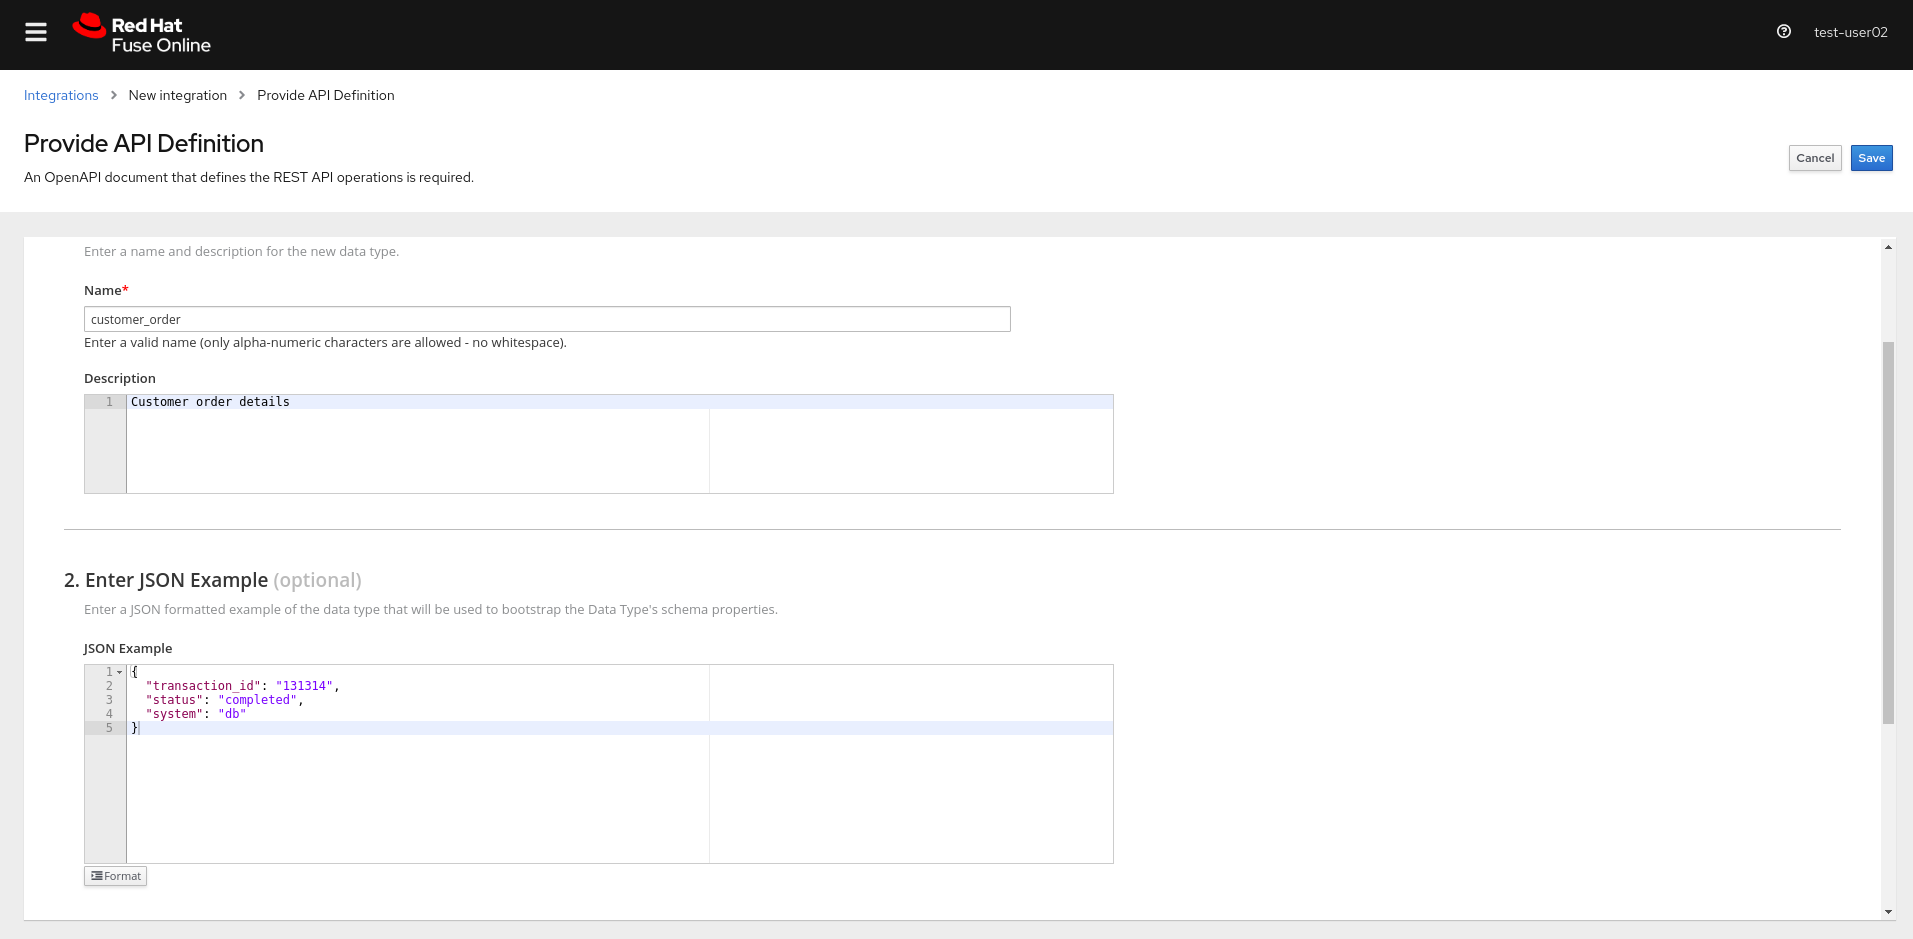 Red Hat
Fuse Online
test-user02
Integrations > New integration > Provide API Definition
Provide API Definition
Cancel
Save
An OpenAPI document that defines the REST API operations is required.
Enter a name and description for the new data type.
Name*
customer_order
Enter a valid name (only alpha-numeric characters are allowed - no whitespace).
Description
1 Customer order details
2. Enter JSON Example (optional)
Enter a JSON formatted example of the data type that will be used to bootstrap the Data Type's schema properties.
JSON Example
1 {
2   "transaction_id": "131314",
3   "status": "completed",
4   "system": "db"
5 }
Format